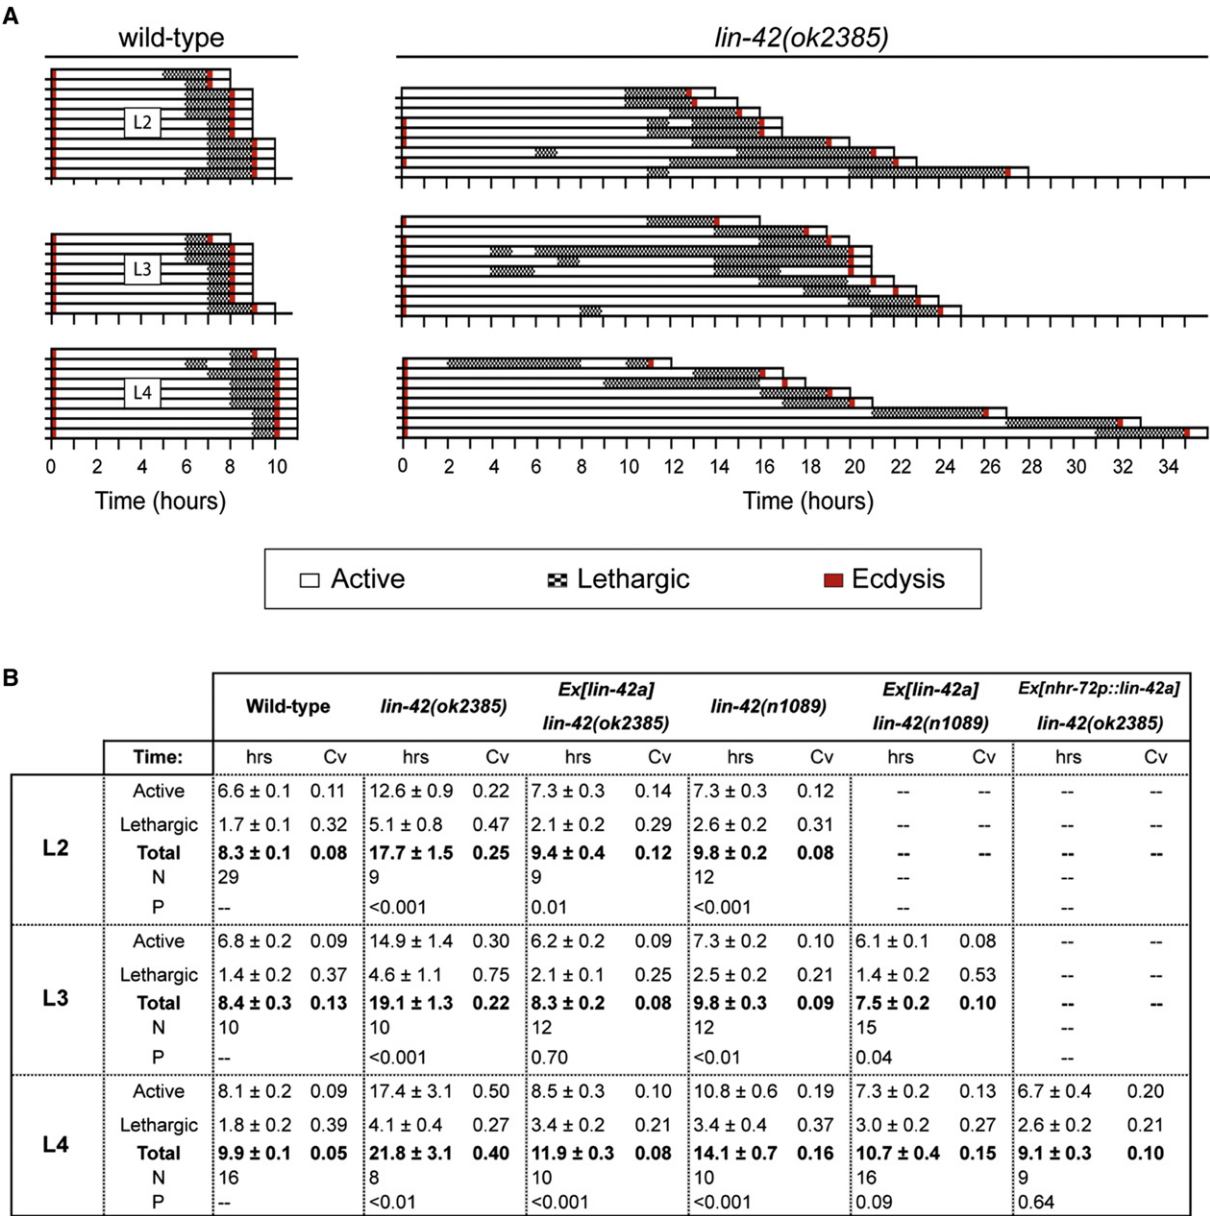 A
wild-type lin-42(ok2385)
L2
L3
L4
0 2 4 6 8 10 0 2 4 6 8 10 12 14 16 18 20 22 24 26 28 30 32 34
Time (hours) Time (hours)
Active Lethargic Ecdysis
B
Wild-type lin-42(ok2385) Ex[lin-42a] lin-42(ok2385) lin-42(n1089) Ex[lin-42a] lin-42(n1089) Ex[nhr-72p::lin-42a] lin-42(ok2385)
Time: hrs Cv hrs Cv hrs Cv hrs Cv hrs Cv hrs Cv
L2
Active 6.6 ± 0.1 0.11 12.6 ± 0.9 0.22 7.3 ± 0.3 0.14 7.3 ± 0.3 0.12 -- -- -- --
Lethargic 1.7 ± 0.1 0.32 5.1 ± 0.8 0.47 2.1 ± 0.2 0.29 2.6 ± 0.2 0.31 -- -- -- --
Total 8.3 ± 0.1 0.08 17.7 ± 1.5 0.25 9.4 ± 0.4 0.12 9.8 ± 0.2 0.08 -- -- -- --
N 29 9 9 12 -- --
P -- <0.001 0.01 <0.001 -- --
L3
Active 6.8 ± 0.2 0.09 14.9 ± 1.4 0.30 6.2 ± 0.2 0.09 7.3 ± 0.2 0.10 6.1 ± 0.1 0.08 -- --
Lethargic 1.4 ± 0.2 0.37 4.6 ± 1.1 0.75 2.1 ± 0.1 0.25 2.5 ± 0.2 0.21 1.4 ± 0.2 0.53 -- --
Total 8.4 ± 0.3 0.13 19.1 ± 1.3 0.22 8.3 ± 0.2 0.08 9.8 ± 0.3 0.09 7.5 ± 0.2 0.10 -- --
N 10 10 12 12 15 --
P -- <0.001 0.70 <0.01 0.04 --
L4
Active 8.1 ± 0.2 0.09 17.4 ± 3.1 0.50 8.5 ± 0.3 0.10 10.8 ± 0.6 0.19 7.3 ± 0.2 0.13 6.7 ± 0.4 0.20
Lethargic 1.8 ± 0.2 0.39 4.1 ± 0.4 0.27 3.4 ± 0.2 0.21 3.4 ± 0.4 0.37 3.0 ± 0.2 0.27 2.6 ± 0.2 0.21
Total 9.9 ± 0.1 0.05 21.8 ± 3.1 0.40 11.9 ± 0.3 0.08 14.1 ± 0.7 0.16 10.7 ± 0.4 0.15 9.1 ± 0.3 0.10
N 16 8 10 10 16 9
P -- <0.01 <0.001 <0.001 0.09 0.64